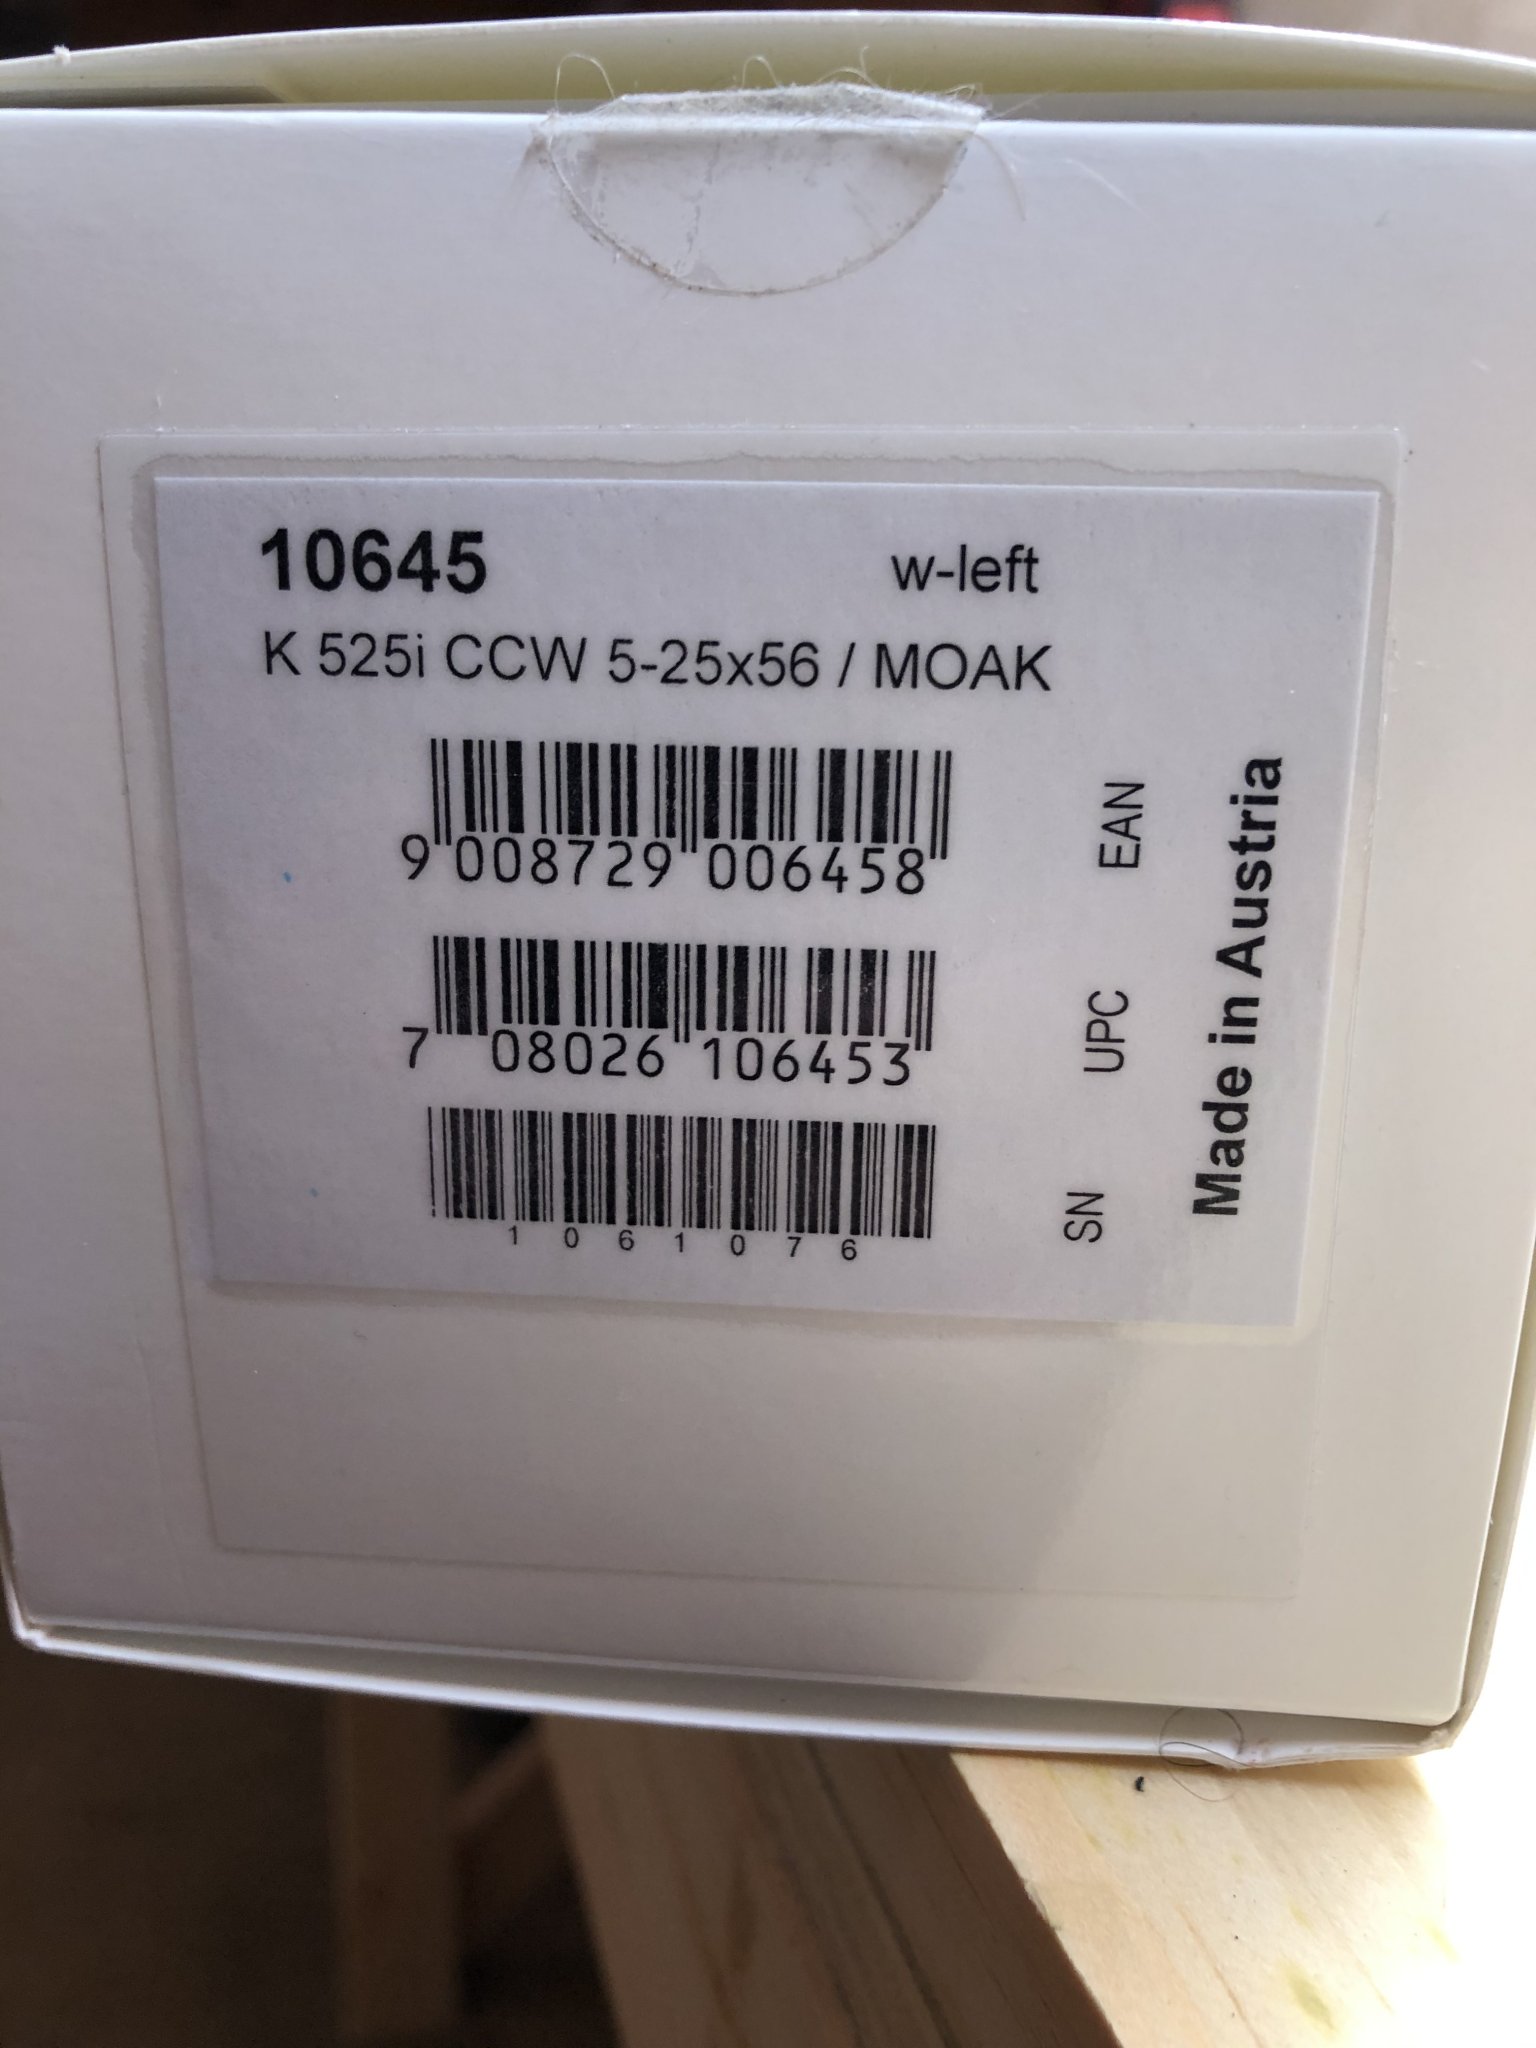 10645 w-left
K 525i CCW 5-25x56 / MOAK
9 008729 006458 EAN
7 08026 106453 UPC
1061076 SN
Made in Austria